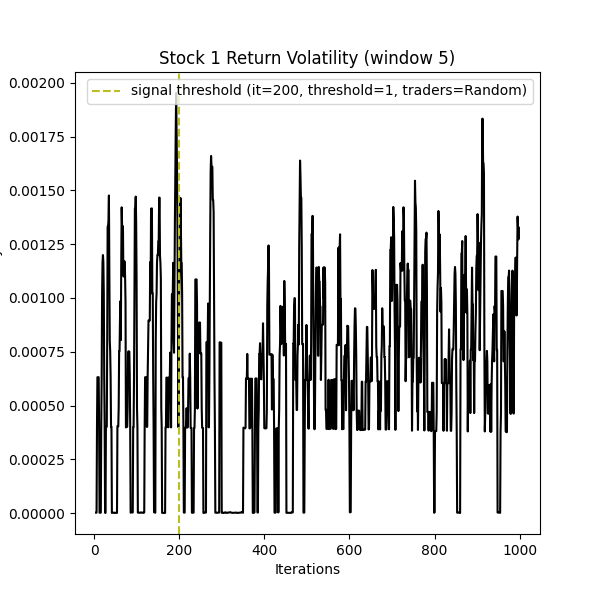 Stock 1 Return Volatility (window 5)
signal threshold (it=200, threshold=1, traders=Random)
0.00200
0.00175
0.00150
0.00125
0.00100
0.00075
0.00050
0.00025
0.00000
0 200 400 600 800 1000
Iterations